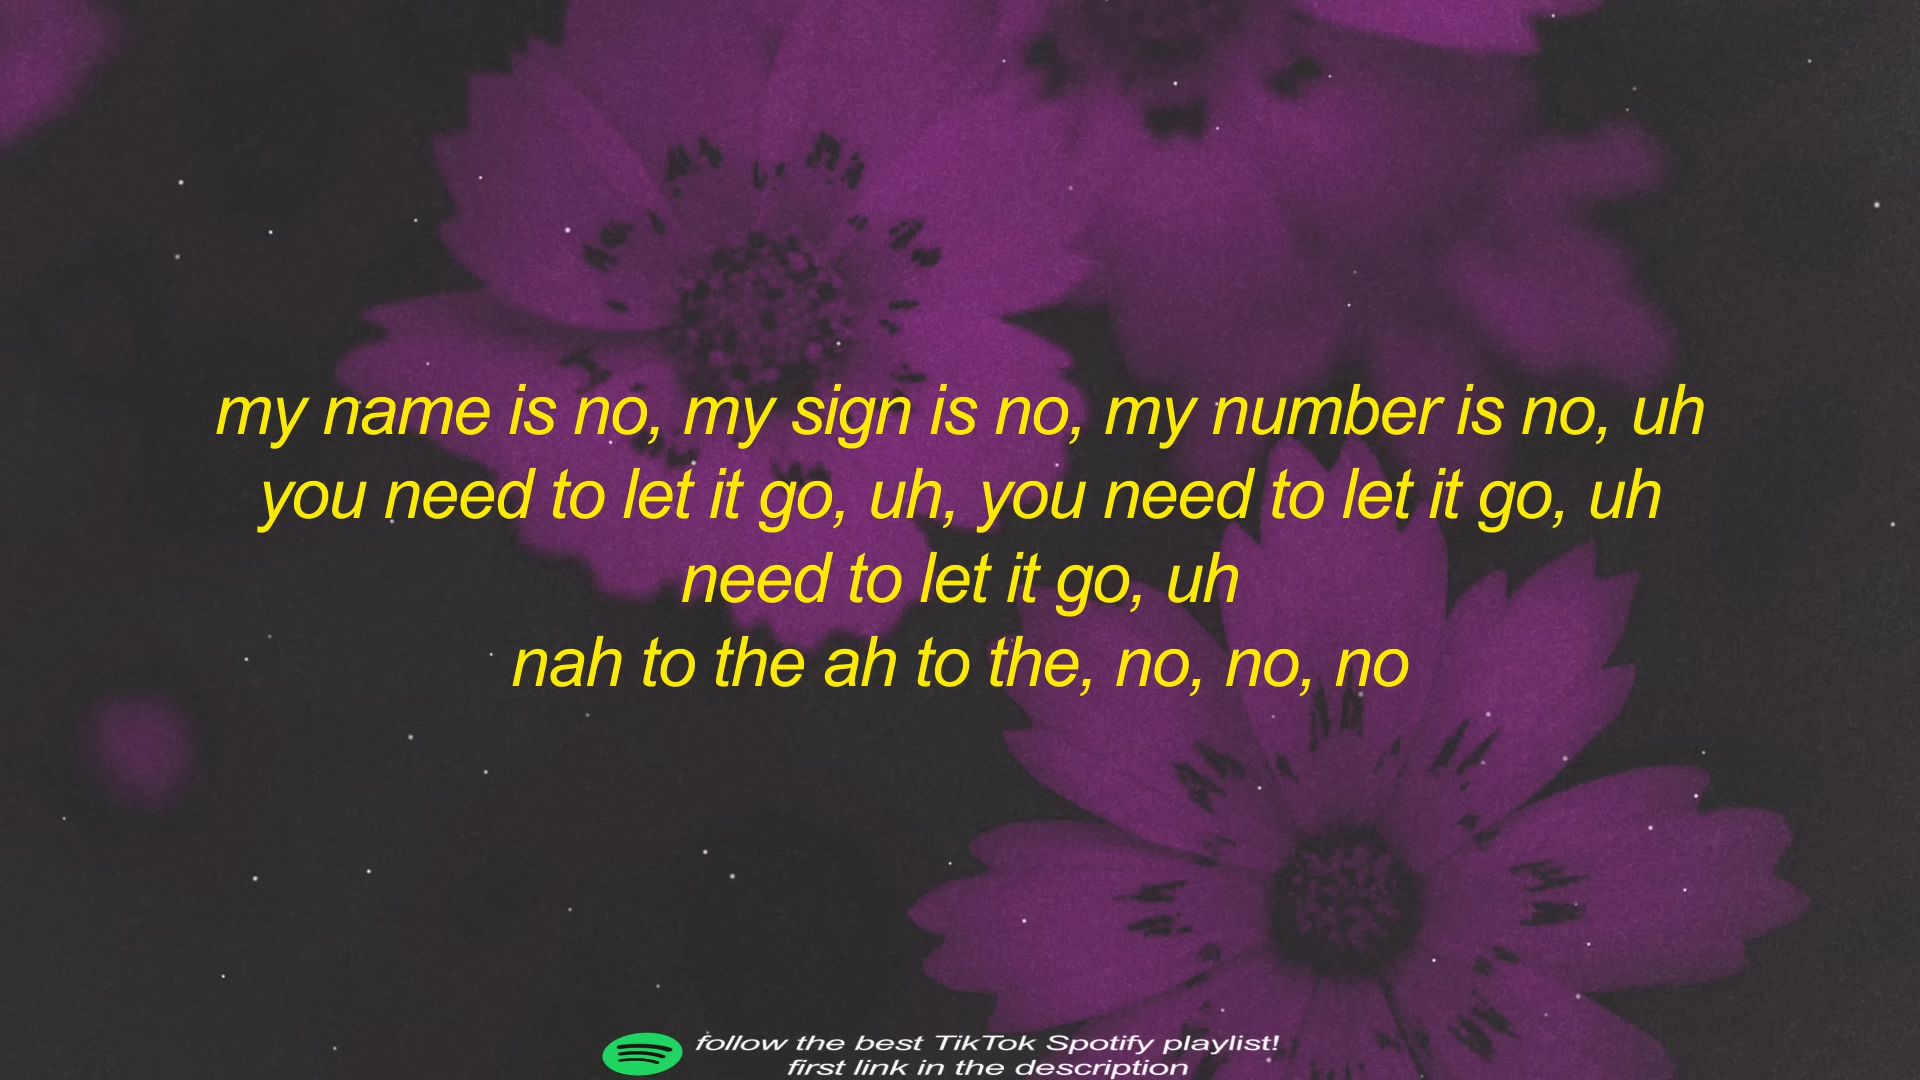 my name is no, my sign is no, my number is no, uh
you need to let it go, uh, you need to let it go, uh
need to let it go, uh
nah to the ah to the, no, no, no
follow the best TikTok Spotify playlist!
first link in the description